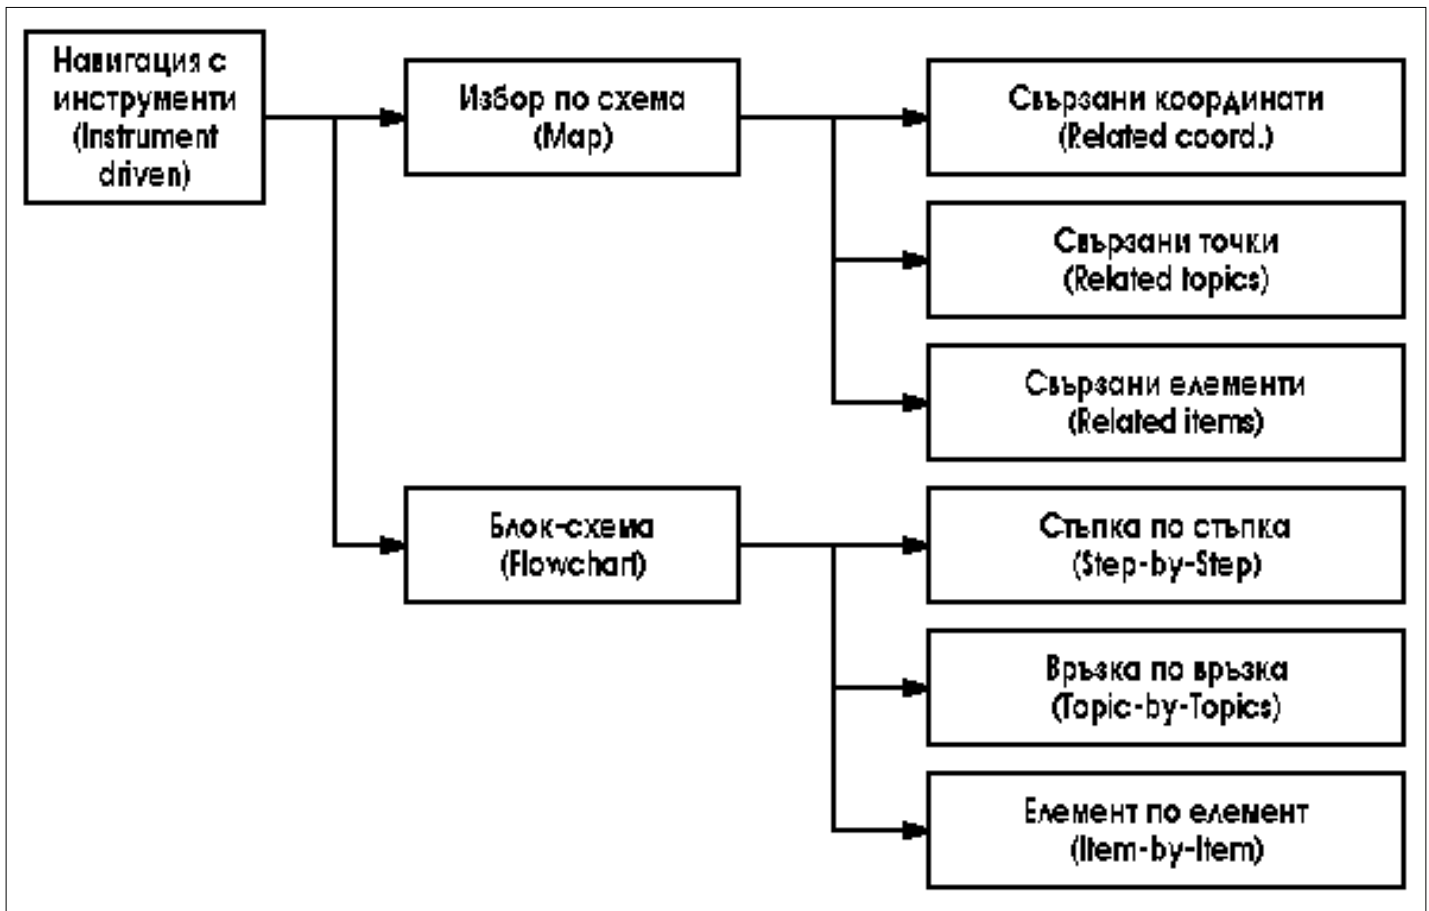 Навигация с
инструменти
(Instrument
driven)
Избор по схема
(Map)
Свързани координати
(Related coord.)
Свързани точки
(Related topics)
Свързани елементи
(Related items)
Блок-схема
(Flowchart)
Стъпка по стъпка
(Step-by-Step)
Връзка по връзка
(Topic-by-Topics)
Елемент по елемент
(Item-by-Item)